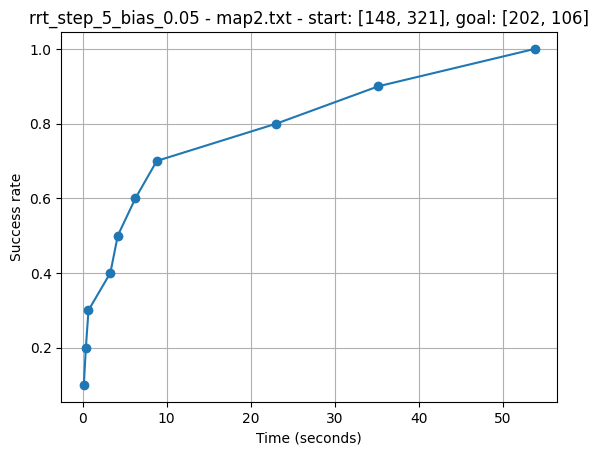 rrt_step_5_bias_0.05 - map2.txt - start: [148, 321], goal: [202, 106]
1.0
0.8
0.6
0.4
0.2
Success rate
0 10 20 30 40 50
Time (seconds)